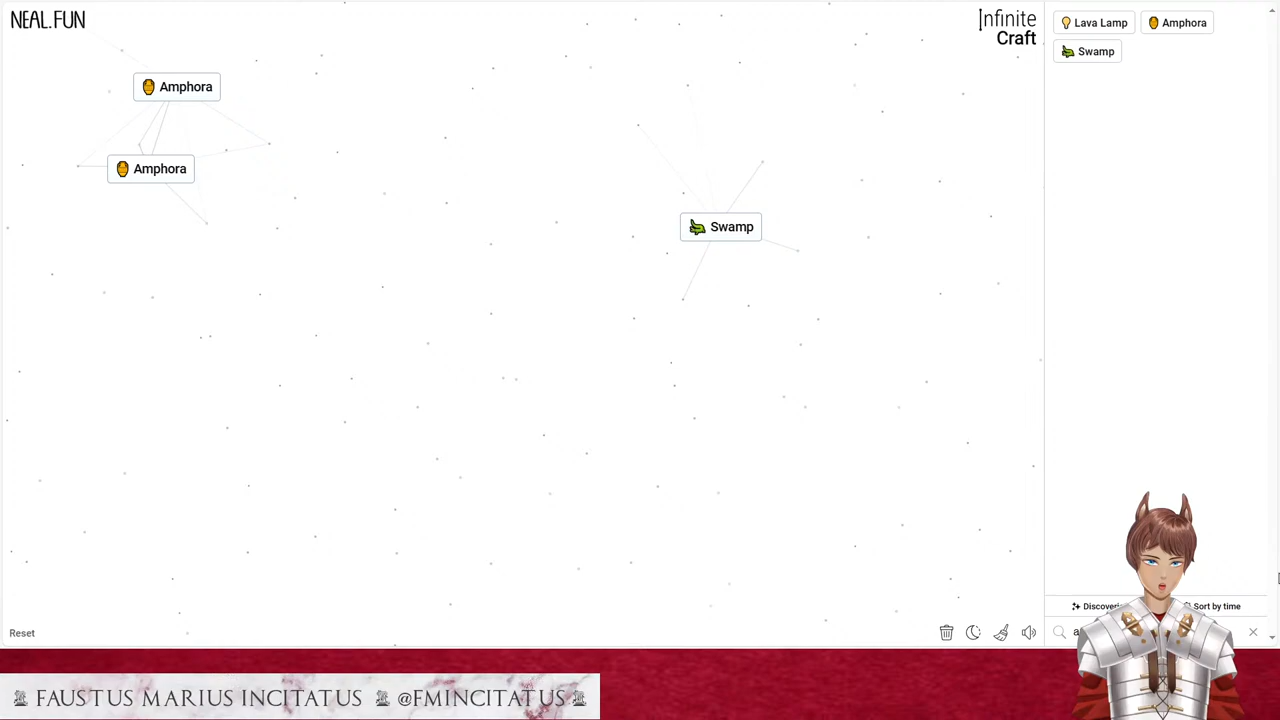 NEAL.FUN
Infinite
Craft
Lava Lamp
Amphora
Swamp
Amphora
Amphora
Swamp
Sort by time
Reset
FAUSTUS MARIUS INCITATUS @FMINCITATUS